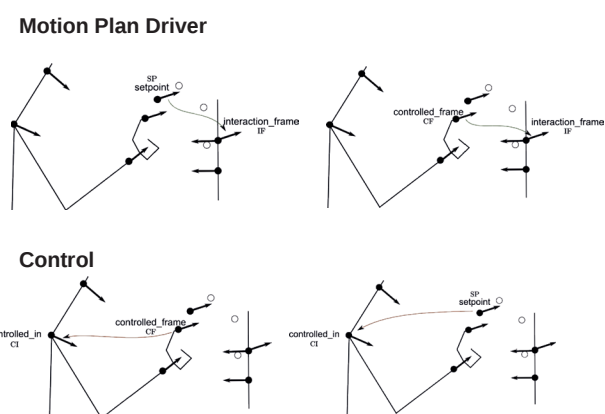 Motion Plan Driver
SP
setpoint
interaction_frame
IF
controlled_frame
CF
interaction_frame
IF
Control
ntrolled_in
CI
controlled_frame
CF
controlled_in
CI
SP
setpoint